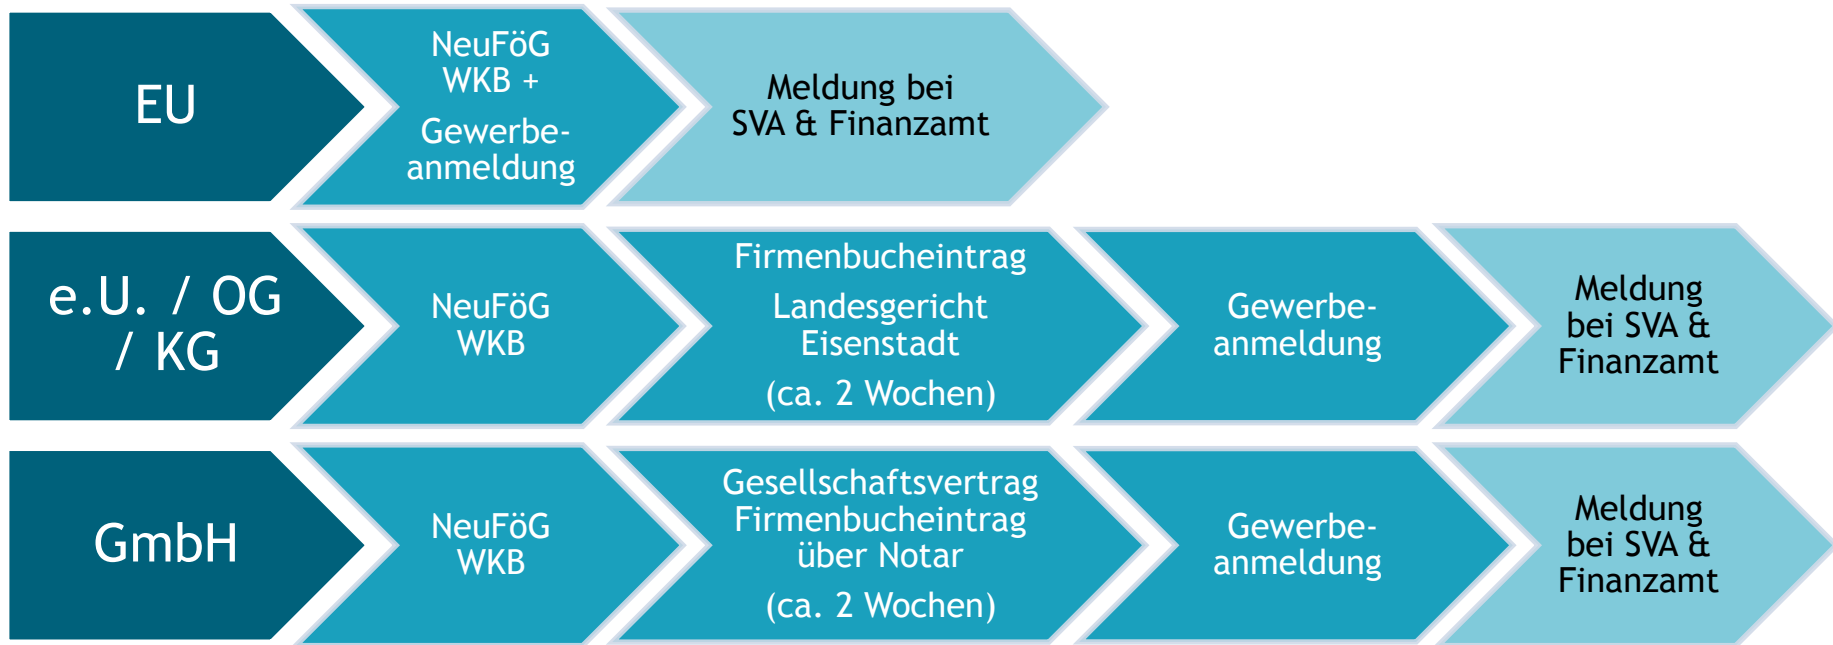 EU
NeuFöG
WKB +
Gewerbe-
anmeldung
Meldung bei
SVA & Finanzamt
e.U. / OG
/ KG
NeuFöG
WKB
Firmenbucheintrag
Landesgericht
Eisenstadt
(ca. 2 Wochen)
Gewerbe-
anmeldung
Meldung
bei SVA &
Finanzamt
GmbH
NeuFöG
WKB
Gesellschaftsvertrag
Firmenbucheintrag
über Notar
(ca. 2 Wochen)
Gewerbe-
anmeldung
Meldung
bei SVA &
Finanzamt